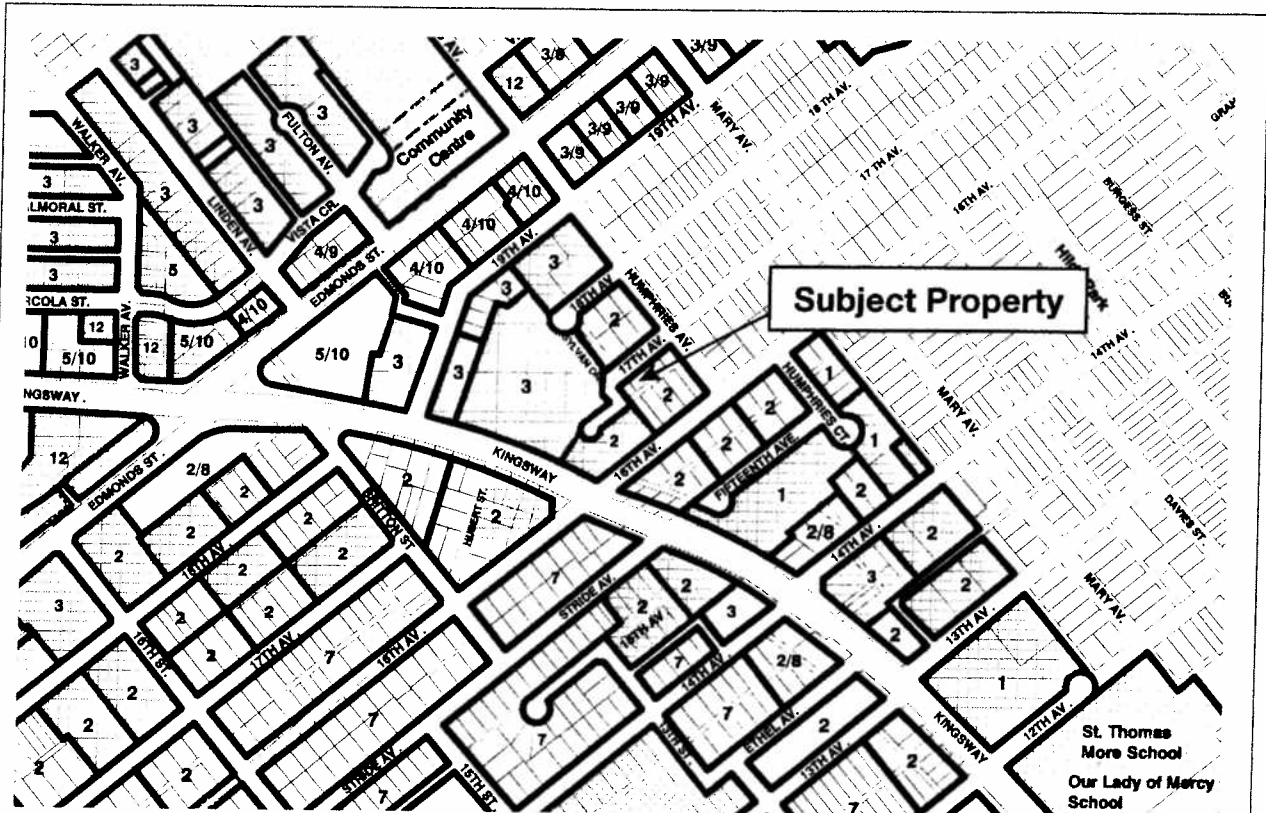 3
3/9
3/9
12
3
3
3
WALKER AV.
FULTON AV.
Community
Centre
3/9
3/9
3/9
3/9
19TH AV.
MARY AV.
18 TH AV.
17 TH AV.
16TH AV.
BURGESS ST.
3
3
LINDEN AV.
3
VISTA CR.
4/9
EDMONDS ST.
4/10
4/10
4/10
19TH AV.
LMORAL ST.
3
3
5
RCOLA ST.
WALKER AV.
12
5/10
12
5/10
4/10
10
5/10
3
3
3
3
3
18TH AV.
HUMPHRIES AV.
2
17TH AV.
2
Subject Property
14TH AV.
NGSWAY
12
EDMONDS ST.
2/8
2
KINGSWAY
2
16TH AV.
2
2
2
FIFTEENTH AVE.
HUMPHRIES CT.
1
1
1
MARY AV.
2
2/8
14TH AV.
2
DAVIES ST.
MARY AV.
2
HUMBERT ST.
2
BRITTON ST.
2
2
2
18TH AV.
2
2
2
2
2
17TH AV.
7
16TH AV.
7
STRIDE AV.
2
2
3
15TH AV.
3
2
2
13TH AV.
1
12TH AV.
KINGSWAY
3
16TH ST.
2
2
2
2
STRIDE AV.
7
15TH ST.
7
7
14TH AV.
2/8
7
ETHEL AV.
2
13TH AV.
2
7
15TH ST.
St. Thomas
More School
Our Lady of Mercy
School